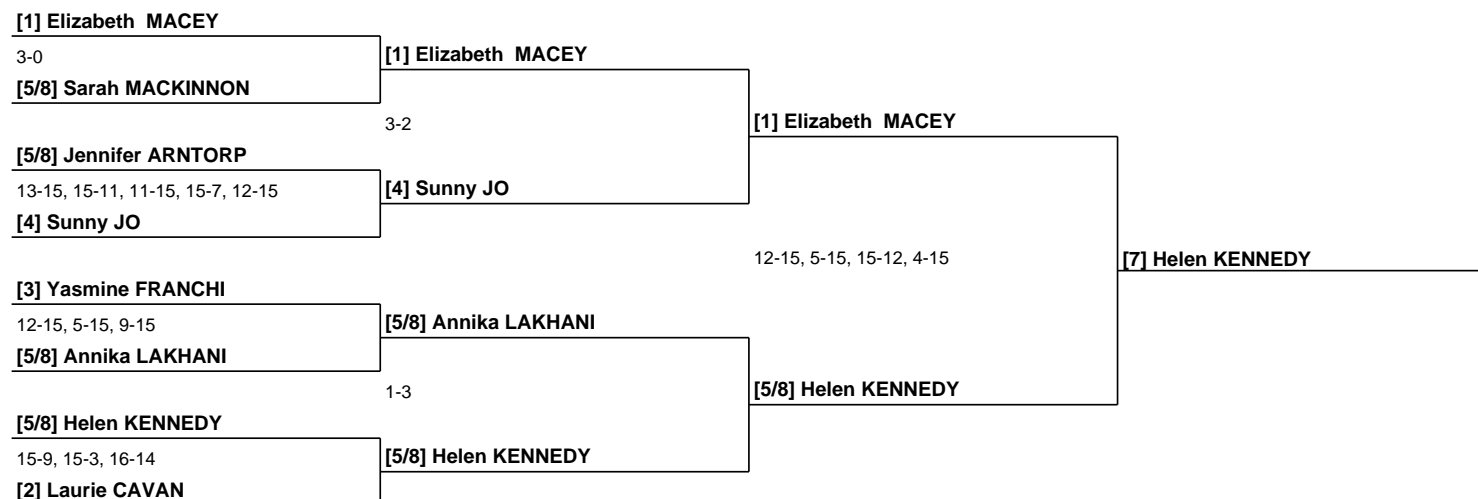 [1] Elizabeth  MACEY
3-0
[5/8] Sarah MACKINNON
[5/8] Jennifer ARNTORP
13-15, 15-11, 11-15, 15-7, 12-15
[4] Sunny JO
[3] Yasmine FRANCHI
12-15, 5-15, 9-15
[5/8] Annika LAKHANI
[5/8] Helen KENNEDY
15-9, 15-3, 16-14
[2] Laurie CAVAN
[1] Elizabeth  MACEY
3-2
[4] Sunny JO
[5/8] Annika LAKHANI
1-3
[5/8] Helen KENNEDY
[1] Elizabeth  MACEY
12-15, 5-15, 15-12, 4-15
[5/8] Helen KENNEDY
[7] Helen KENNEDY